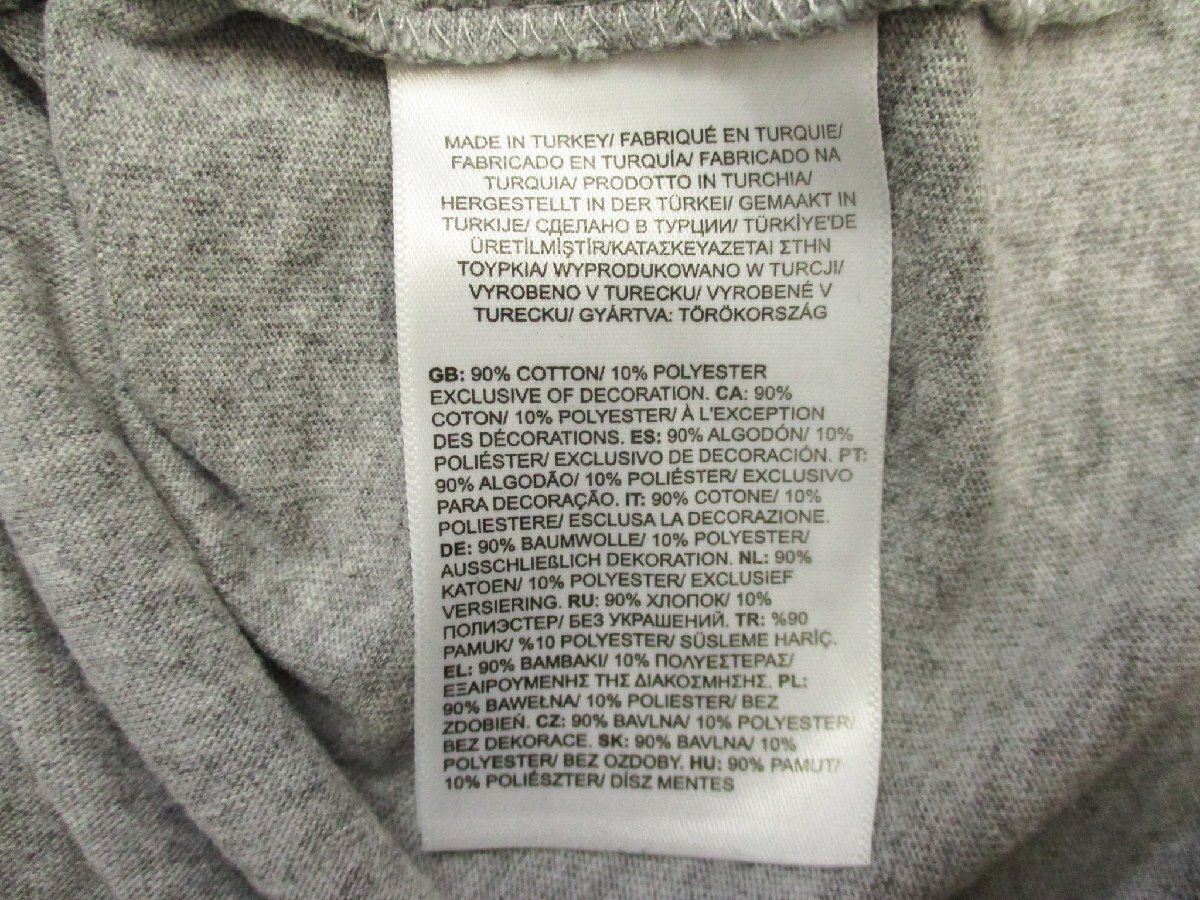 MADE IN TURKEY/ FABRIQUÉ EN TURQUIE/
FABRICADO EN TURQUÍA/ FABRICADO NA
TURQUIA/ PRODOTTO IN TURCHIA/
HERGESTELLT IN DER TÜRKEI/ GEMAAKT IN
TURKIJE/ СДЕЛАНО В ТУРЦИИ/ TÜRKİYE'DE
ÜRETİLMİŞTİR/ΚΑΤΑΣΚΕΥΑΖΕΤΑΙ ΣΤΗΝ
ΤΟΥΡΚΙΑ/ WYPRODUKOWANO W TURCJI/
VYROBENO V TURECKU/ VYROBENÉ V
TURECKU/ GYÁRTVA: TÖRÖKORSZÁG
GB: 90% COTTON/ 10% POLYESTER
EXCLUSIVE OF DECORATION. CA: 90%
COTON/ 10% POLYESTER/ À L'EXCEPTION
DES DÉCORATIONS. ES: 90% ALGODÓN/ 10%
POLIÉSTER/ EXCLUSIVO DE DECORACIÓN. PT:
90% ALGODÃO/ 10% POLIÉSTER/ EXCLUSIVO
PARA DECORAÇÃO. IT: 90% COTONE/ 10%
POLIESTERE/ ESCLUSA LA DECORAZIONE.
DE: 90% BAUMWOLLE/ 10% POLYESTER/
AUSSCHLIEßLICH DEKORATION. NL: 90%
KATOEN/ 10% POLYESTER/ EXCLUSIEF
VERSIERING. RU: 90% ХЛОПОК/ 10%
ПОЛИЭСТЕР/ БЕЗ УКРАШЕНИЙ. TR: %90
PAMUK/ %10 POLYESTER/ SÜSLEME HARİÇ.
EL: 90% ΒΑΜΒΑΚΙ/ 10% ΠΟΛΥΕΣΤΕΡΑΣ/
ΕΞΑΙΡΟΥΜΕΝΗΣ ΤΗΣ ΔΙΑΚΟΣΜΗΣΗΣ. PL:
90% BAWEŁNA/ 10% POLIESTER/ BEZ
ZDOBIEŃ. CZ: 90% BAVLNA/ 10% POLYESTER/
BEZ DEKORACE. SK: 90% BAVLNA/ 10%
POLYESTER/ BEZ OZDOBY. HU: 90% PAMUT/
10% POLIÉSZTER/ DÍSZ MENTES